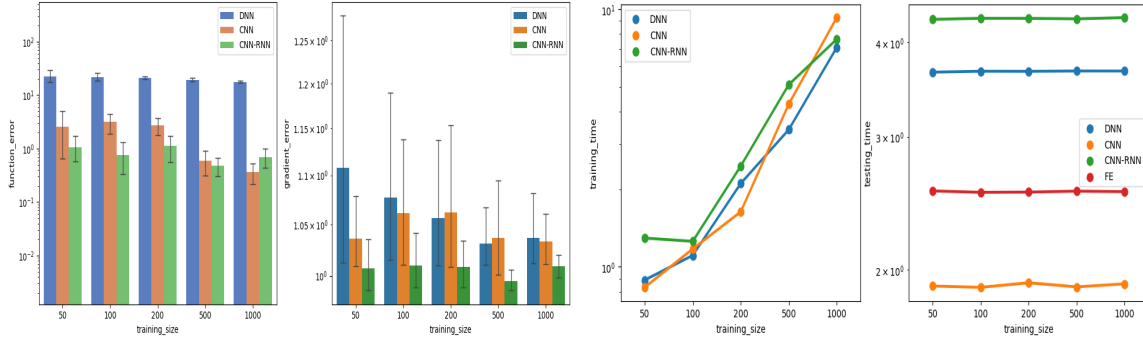 function_error
10²
10¹
10⁰
10⁻¹
10⁻²
DNN
CNN
CNN-RNN
50
100
200
500
1000
training_size
gradient_error
1.25 × 10⁰
1.2 × 10⁰
1.15 × 10⁰
1.1 × 10⁰
1.05 × 10⁰
10⁰
DNN
CNN
CNN-RNN
50
100
200
500
1000
training_size
training_time
10¹
10⁰
DNN
CNN
CNN-RNN
50
100
200
500
1000
training_size
testing_time
4 × 10⁰
3 × 10⁰
2 × 10⁰
DNN
CNN
CNN-RNN
FE
50
100
200
500
1000
training_size